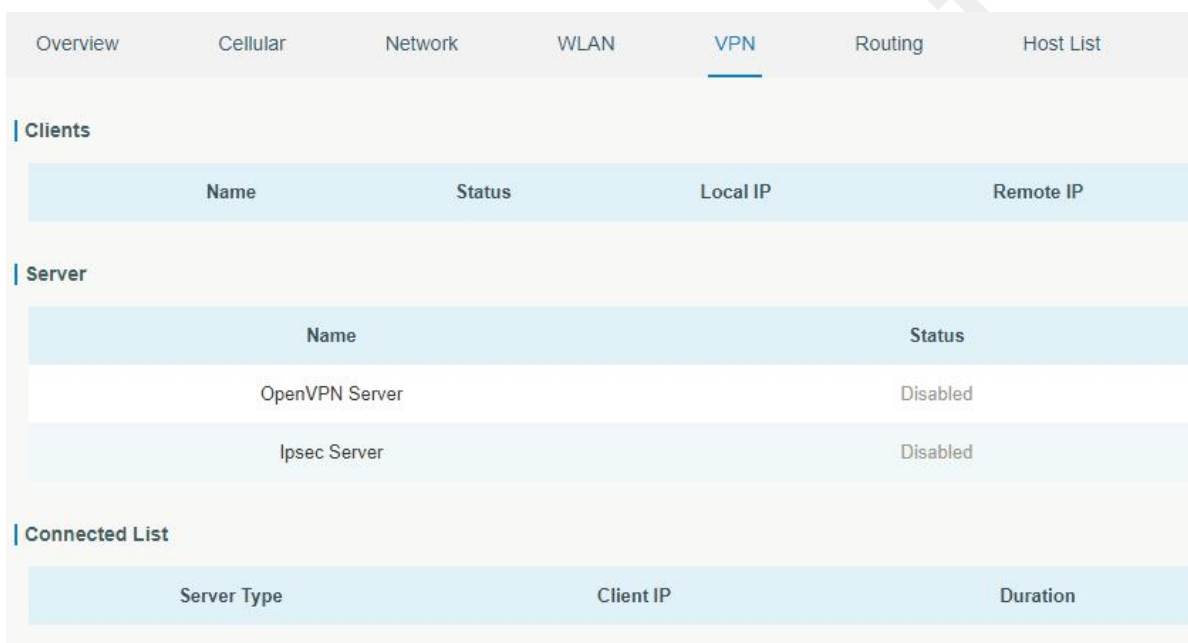 Overview Cellular Network WLAN VPN Routing Host List
Clients
Name Status Local IP Remote IP
Server
Name Status
OpenVPN Server Disabled
Ipsec Server Disabled
Connected List
Server Type Client IP Duration